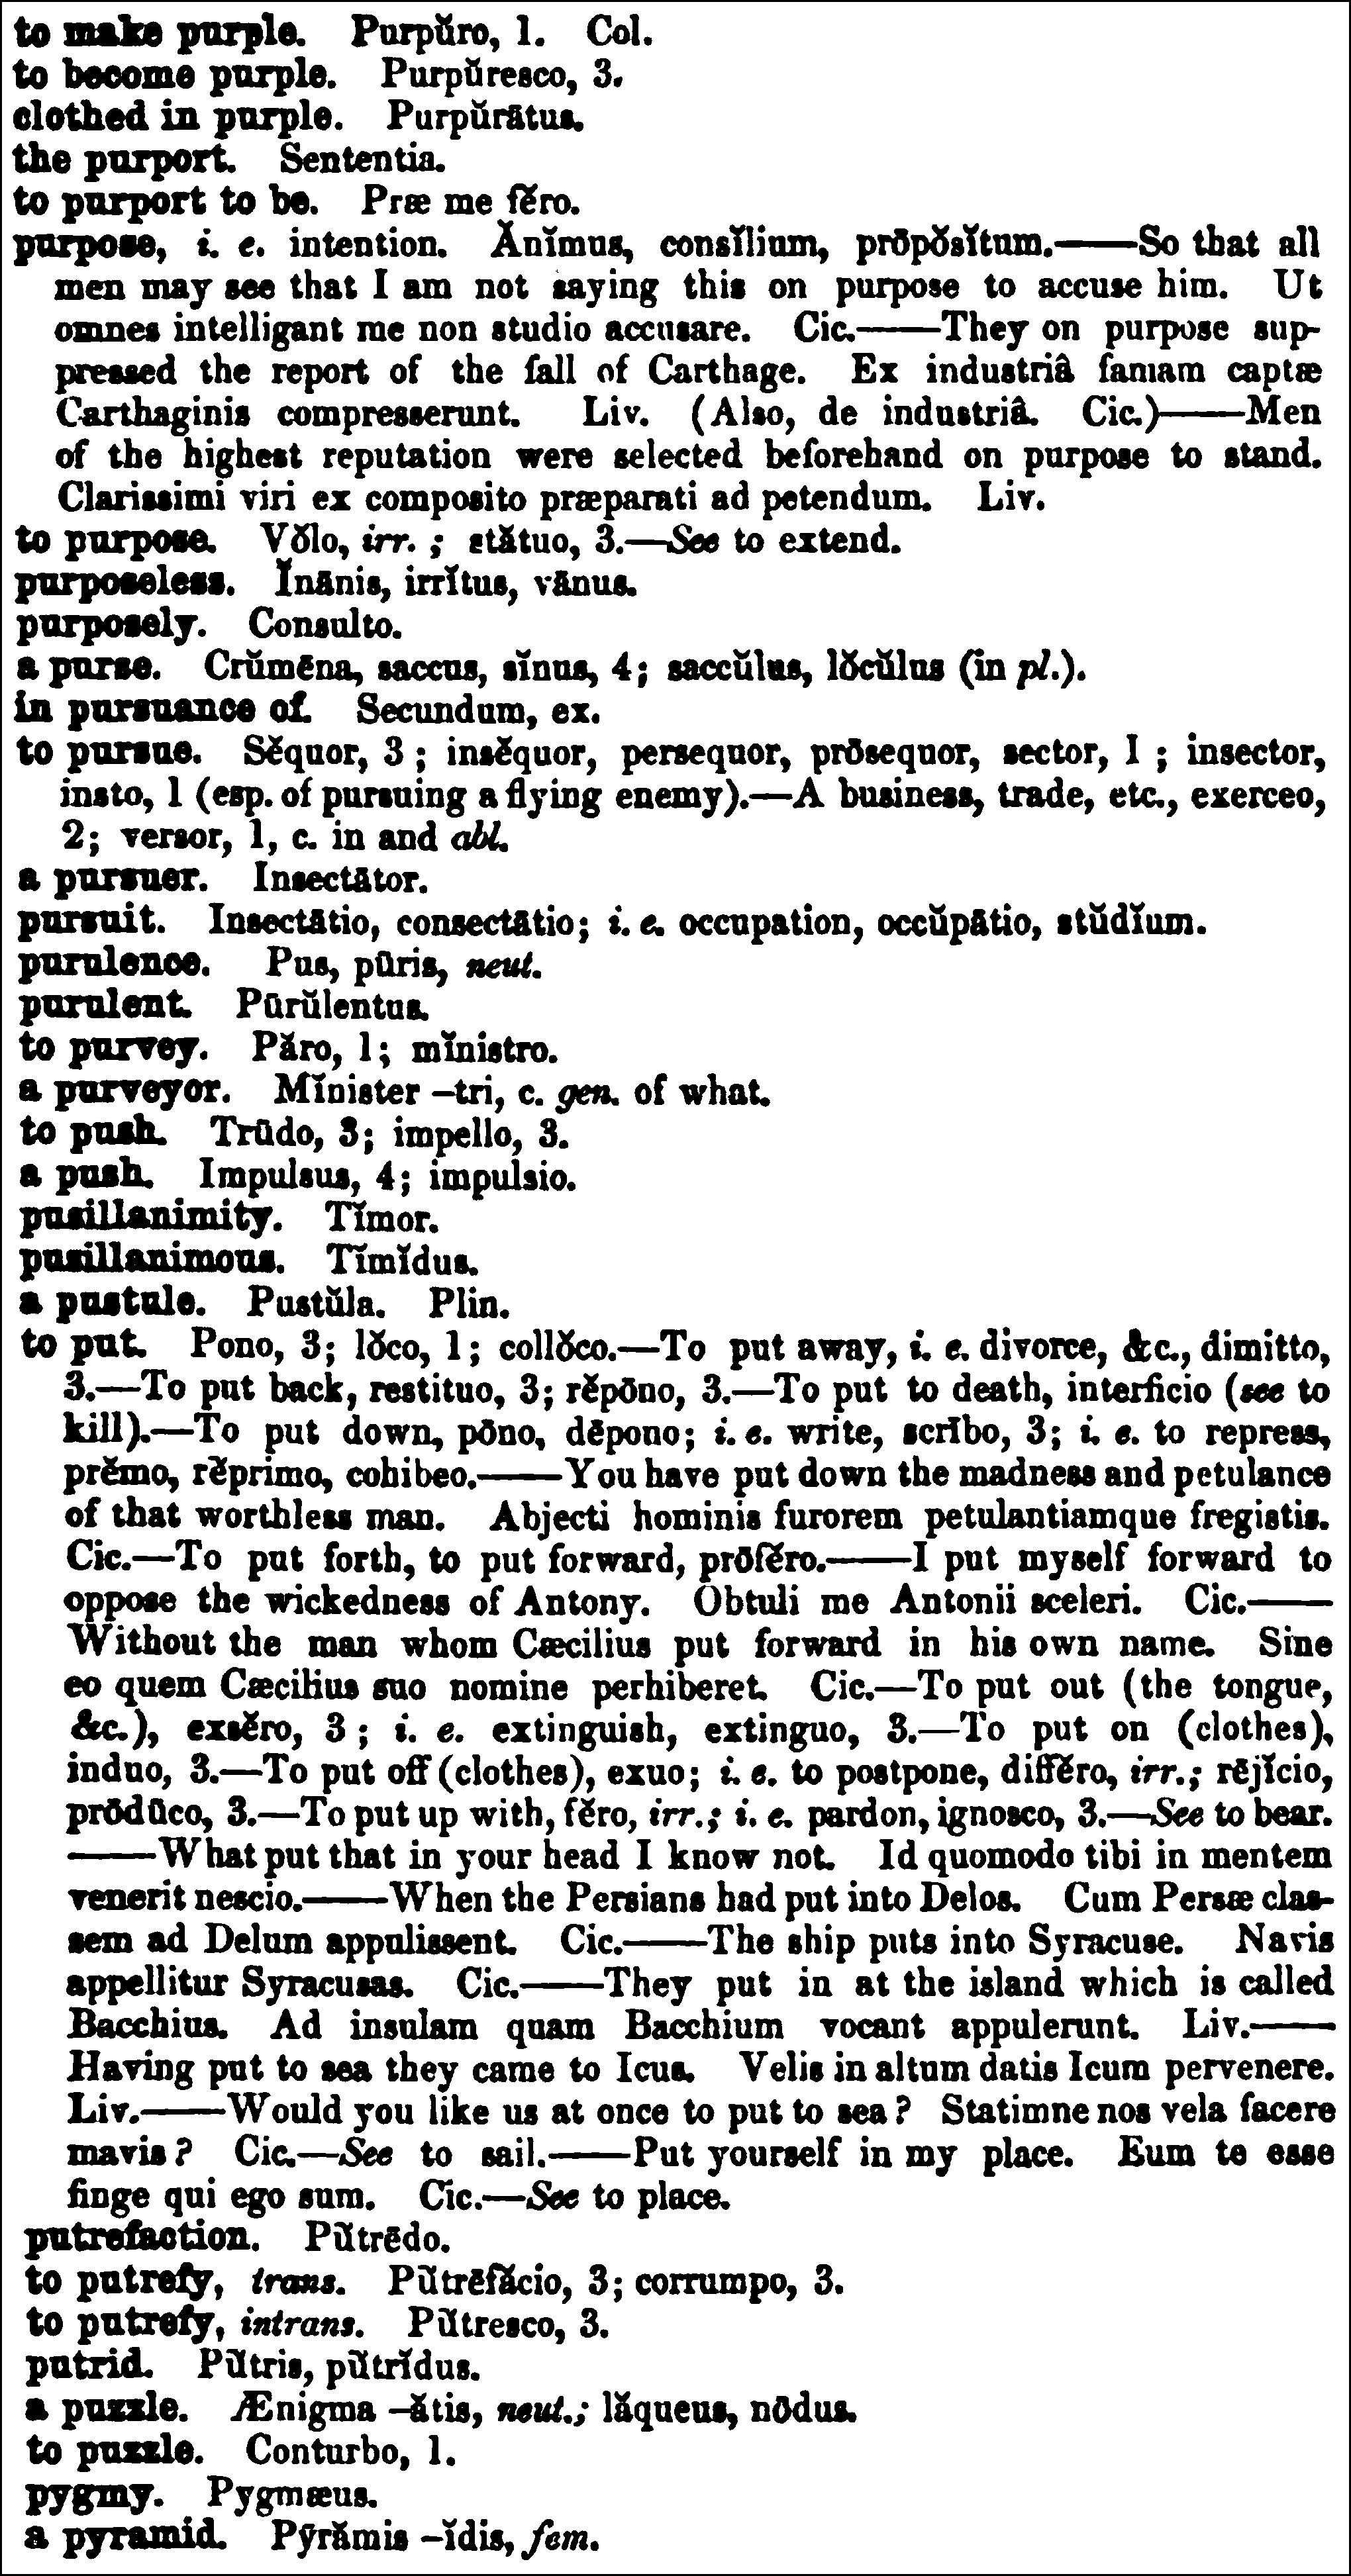 to make purple. Purpŭro, 1. Col.
to become purple. Purpŭresco, 3.
clothed in purple. Purpŭrātus.
the purport. Sententia.
to purport to be. Præ me fĕro.
purpose, i. e. intention. Ănĭmus, consĭlium, prōpŏsĭtum.——So that all
men may see that I am not saying this on purpose to accuse him. Ut
omnes intelligant me non studio accusare. Cic.——They on purpose sup-
pressed the report of the fall of Carthage. Ex industriâ famam captæ
Carthaginis compresserunt. Liv. (Also, de industriâ. Cic.)——Men
of the highest reputation were selected beforehand on purpose to stand.
Clarissimi viri ex composito præparati ad petendum. Liv.
to purpose. Vŏlo, irr. ; stătuo, 3.—See to extend.
purposeless. Ĭnānis, irrĭtus, vānus.
purposely. Consulto.
a purse. Crŭmēna, saccus, sĭnus, 4; saccŭlus, lŏcŭlus (in pl.).
in pursuance of. Secundum, ex.
to pursue. Sĕquor, 3 ; insĕquor, persequor, prōsequor, sector, 1 ; insector,
insto, 1 (esp. of pursuing a flying enemy).—A business, trade, etc., exerceo,
2; versor, 1, c. in and abl.
a pursuer. Insectātor.
pursuit. Insectātio, consectātio; i. e. occupation, occŭpātio, stŭdĭum.
purulence. Pus, pūris, neut.
purulent. Pūrŭlentus.
to purvey. Păro, 1; mĭnistro.
a purveyor. Mĭnister –tri, c. gen. of what.
to push. Trūdo, 3; impello, 3.
a push. Impulsus, 4; impulsio.
pusillanimity. Tĭmor.
pusillanimous. Tĭmĭdus.
a pustule. Pustŭla. Plin.
to put. Pono, 3; lŏco, 1; collŏco.—To put away, i. e. divorce, &c., dimitto,
3.—To put back, restituo, 3; rĕpōno, 3.—To put to death, interficio (see to
kill).—To put down, pōno, dēpono; i. e. write, scrībo, 3; i. e. to repress,
prĕmo, rĕprimo, cohibeo.——You have put down the madness and petulance
of that worthless man. Abjecti hominis furorem petulantiamque fregistis.
Cic.—To put forth, to put forward, prōfĕro.——I put myself forward to
oppose the wickedness of Antony. Obtuli me Antonii sceleri. Cic.——
Without the man whom Cæcilius put forward in his own name. Sine
eo quem Cæcilius suo nomine perhiberet. Cic.—To put out (the tongue,
&c.), exsĕro, 3 ; i. e. extinguish, extinguo, 3.—To put on (clothes),
induo, 3.—To put off (clothes), exuo; i. e. to postpone, diffĕro, irr.; rējĭcio,
prōdūco, 3.—To put up with, fĕro, irr.; i. e. pardon, ignosco, 3.—See to bear.
——What put that in your head I know not. Id quomodo tibi in mentem
venerit nescio.——When the Persians had put into Delos. Cum Persæ clas-
sem ad Delum appulissent. Cic.——The ship puts into Syracuse. Navis
appellitur Syracusas. Cic.——They put in at the island which is called
Bacchius. Ad insulam quam Bacchium vocant appulerunt. Liv.——
Having put to sea they came to Icus. Velis in altum datis Icum pervenere.
Liv.——Would you like us at once to put to sea? Statimne nos vela facere
mavis? Cic.—See to sail.——Put yourself in my place. Eum te esse
finge qui ego sum. Cic.—See to place.
putrefaction. Pŭtrēdo.
to putrefy, trans. Pŭtrēfăcio, 3; corrumpo, 3.
to putrefy, intrans. Pŭtresco, 3.
putrid. Pŭtris, pŭtrĭdus.
a puzzle. Ænigma –ătis, neut.; lăqueus, nōdus.
to puzzle. Conturbo, 1.
pygmy. Pygmæus.
a pyramid. Pȳrămis –ĭdis, fem.